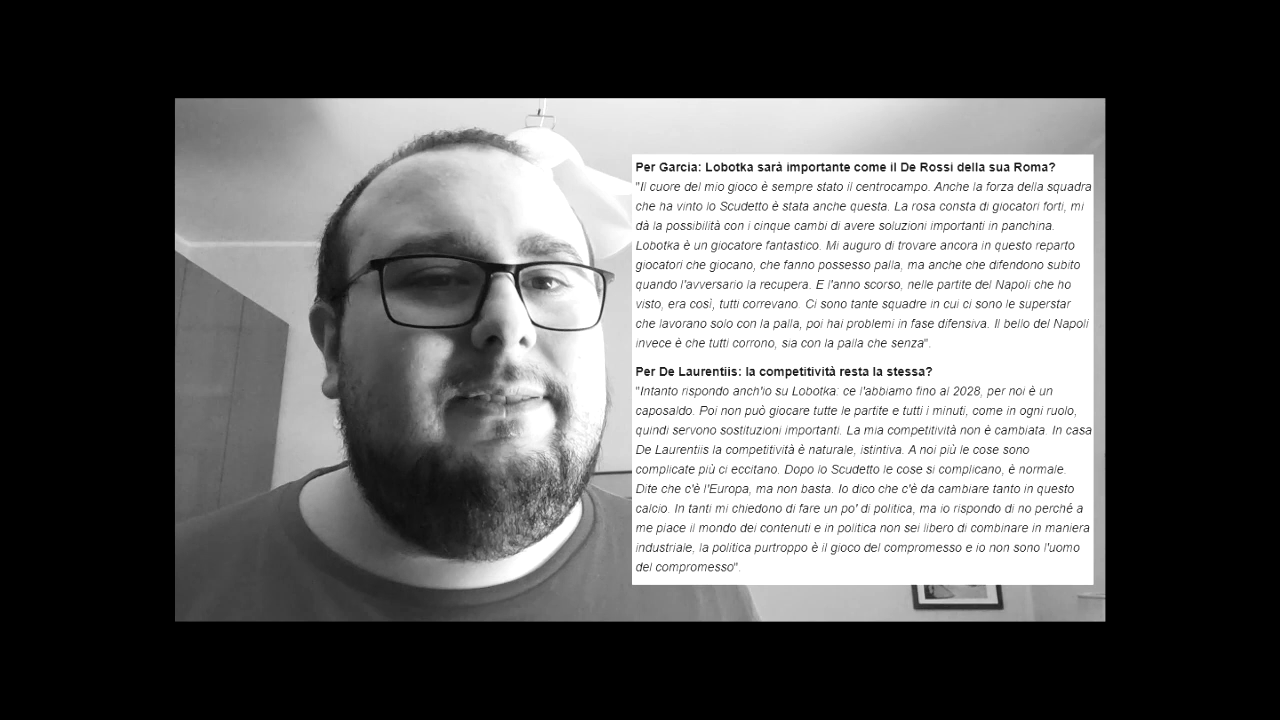 Per Garcia: Lobotka sarà importante come il De Rossi della sua Roma?
"Il cuore del mio gioco è sempre stato il centrocampo. Anche la forza della squadra
che ha vinto lo Scudetto è stata anche questa. La rosa consta di giocatori forti, mi
dà la possibilità con i cinque cambi di avere soluzioni importanti in panchina.
Lobotka è un giocatore fantastico. Mi auguro di trovare ancora in questo reparto
giocatori che giocano, che fanno possesso palla, ma anche che difendono subito
quando l'avversario la recupera. E l'anno scorso, nelle partite del Napoli che ho
visto, era così, tutti correvano. Ci sono tante squadre in cui ci sono le superstar
che lavorano solo con la palla, poi hai problemi in fase difensiva. Il bello del Napoli
invece è che tutti corrono, sia con la palla che senza".
Per De Laurentiis: la competitività resta la stessa?
"Intanto rispondo anch'io su Lobotka: ce l'abbiamo fino al 2028, per noi è un
caposaldo. Poi non può giocare tutte le partite e tutti i minuti, come in ogni ruolo,
quindi servono sostituzioni importanti. La mia competitività non è cambiata. In casa
De Laurentiis la competitività è naturale, istintiva. A noi più le cose sono
complicate più ci eccitano. Dopo lo Scudetto le cose si complicano, è normale.
Dite che c'è l'Europa, ma non basta. Io dico che c'è da cambiare tanto in questo
calcio. In tanti mi chiedono di fare un po' di politica, ma io rispondo di no perché a
me piace il mondo dei contenuti e in politica non sei libero di combinare in maniera
industriale, la politica purtroppo è il gioco del compromesso e io non sono l'uomo
del compromesso".